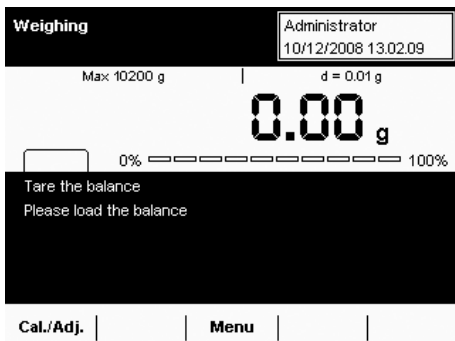 Weighing
Administrator
10/12/2008 13.02.09
Max 10200 g
d = 0.01 g
0.00 g
0% 100%
Tare the balance
Please load the balance
Cal./Adj. Menu